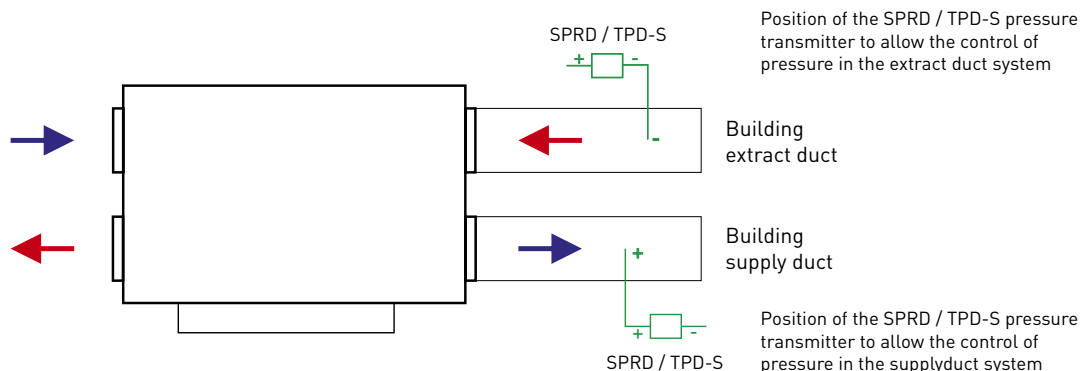 SPRD / TPD-S
+ -
-
Position of the SPRD / TPD-S pressure
transmitter to allow the control of
pressure in the extract duct system
Building
extract duct
Building
supply duct
+
+ -
SPRD / TPD-S
Position of the SPRD / TPD-S pressure
transmitter to allow the control of
pressure in the supplyduct system